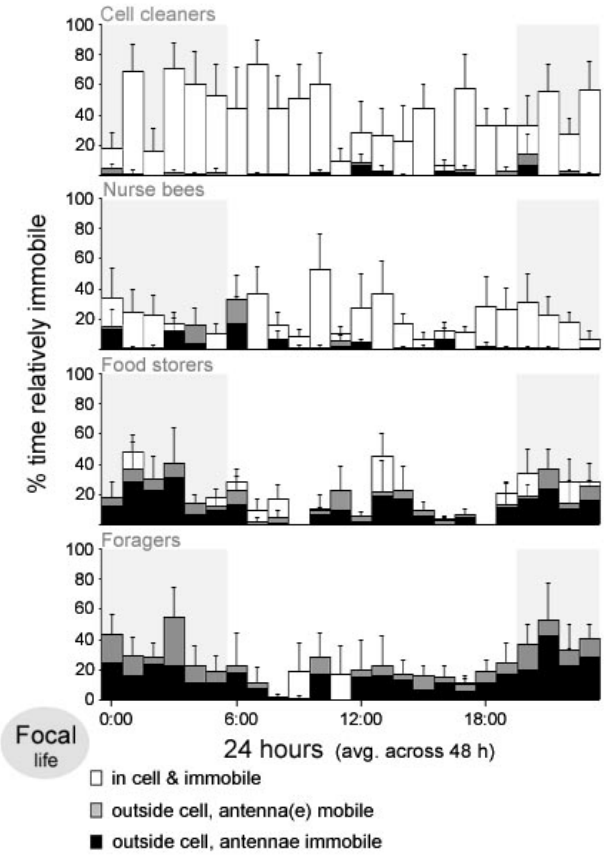 Cell cleaners
100
80
60
40
20
Nurse bees
100
80
60
40
20
Food storers
100
80
60
40
20
Foragers
100
80
60
40
20
0
% time relatively immobile
0:00 6:00 12:00 18:00
24 hours (avg. across 48 h)
Focal
life
in cell & immobile
outside cell, antenna(e) mobile
outside cell, antennae immobile